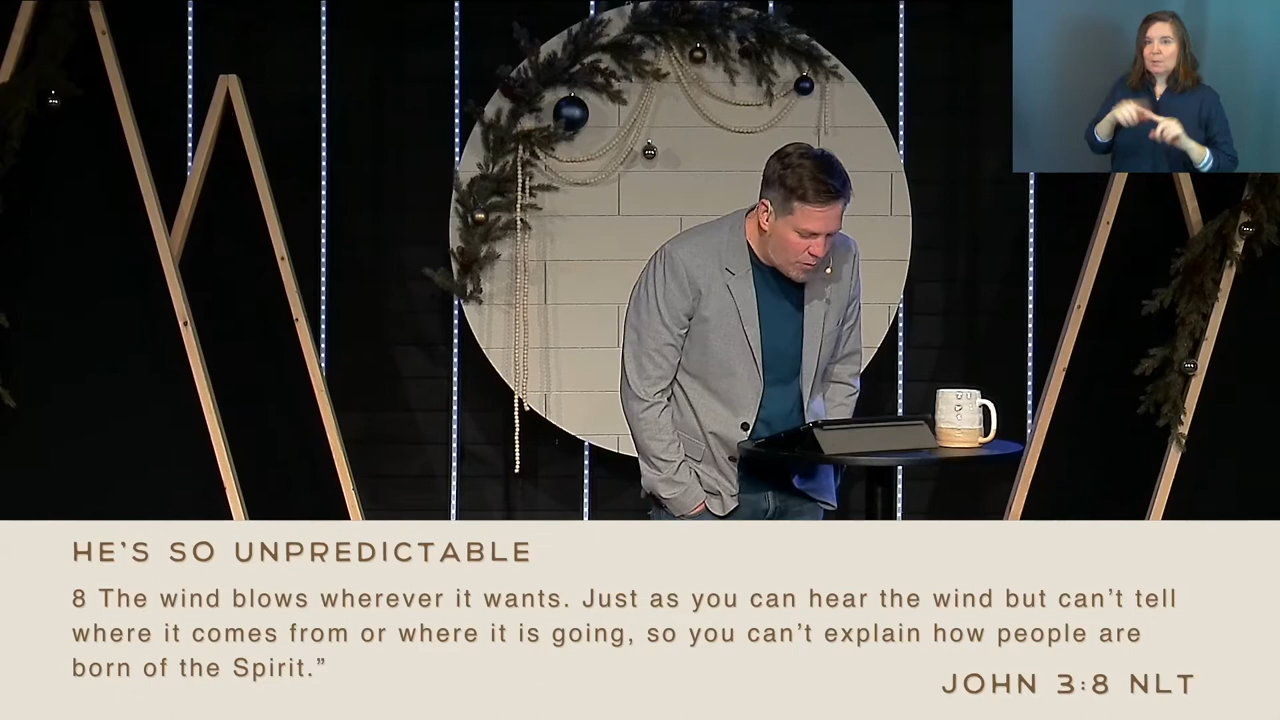 HE'S SO UNPREDICTABLE
8 The wind blows wherever it wants. Just as you can hear the wind but can’t tell
where it comes from or where it is going, so you can’t explain how people are
born of the Spirit.”
JOHN 3:8 NLT